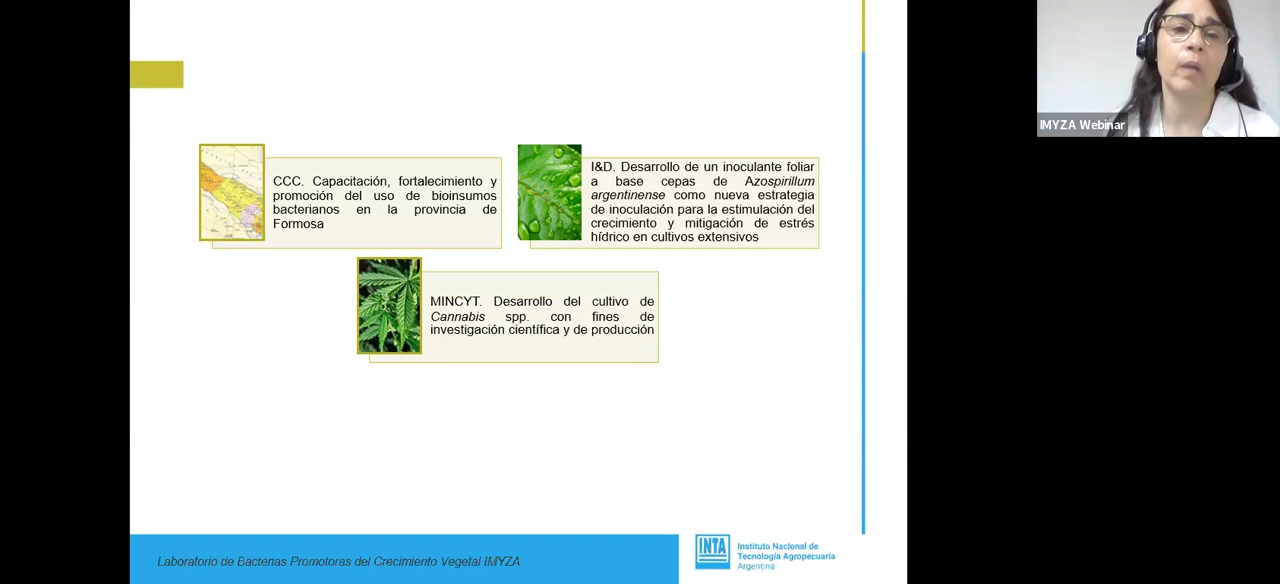 IMYZA Webinar
CCC. Capacitación, fortalecimiento y
promoción del uso de bioinsumos
bacterianos en la provincia de
Formosa
I&D. Desarrollo de un inoculante foliar
a base cepas de Azospirillum
argentinense como nueva estrategia
de inoculación para la estimulación del
crecimiento y mitigación de estrés
hídrico en cultivos extensivos
MINCYT. Desarrollo del cultivo de
Cannabis spp. con fines de
investigación científica y de producción
Laboratorio de Bacterias Promotoras del Crecimiento Vegetal IMYZA
INTA
Instituto Nacional de
Tecnología Agropecuaria
Argentina